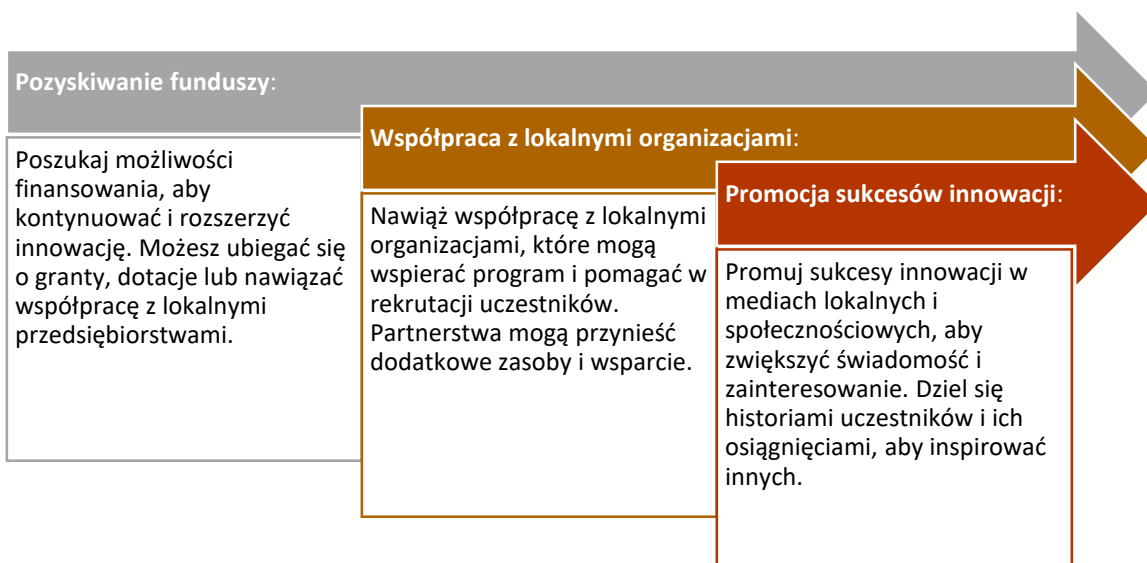 Pozyskiwanie funduszy:
Poszukaj możliwości
finansowania, aby
kontynuować i rozszerzyć
innowację. Możesz ubiegać się
o granty, dotacje lub nawiązać
współpracę z lokalnymi
przedsiębiorstwami.
Współpraca z lokalnymi organizacjami:
Nawiąż współpracę z lokalnymi
organizacjami, które mogą
wspierać program i pomagać w
rekrutacji uczestników.
Partnerstwa mogą przynieść
dodatkowe zasoby i wsparcie.
Promocja sukcesów innowacji:
Promuj sukcesy innowacji w
mediach lokalnych i
społecznościowych, aby
zwiększyć świadomość i
zainteresowanie. Dziel się
historiami uczestników i ich
osiągnięciami, aby inspirować
innych.